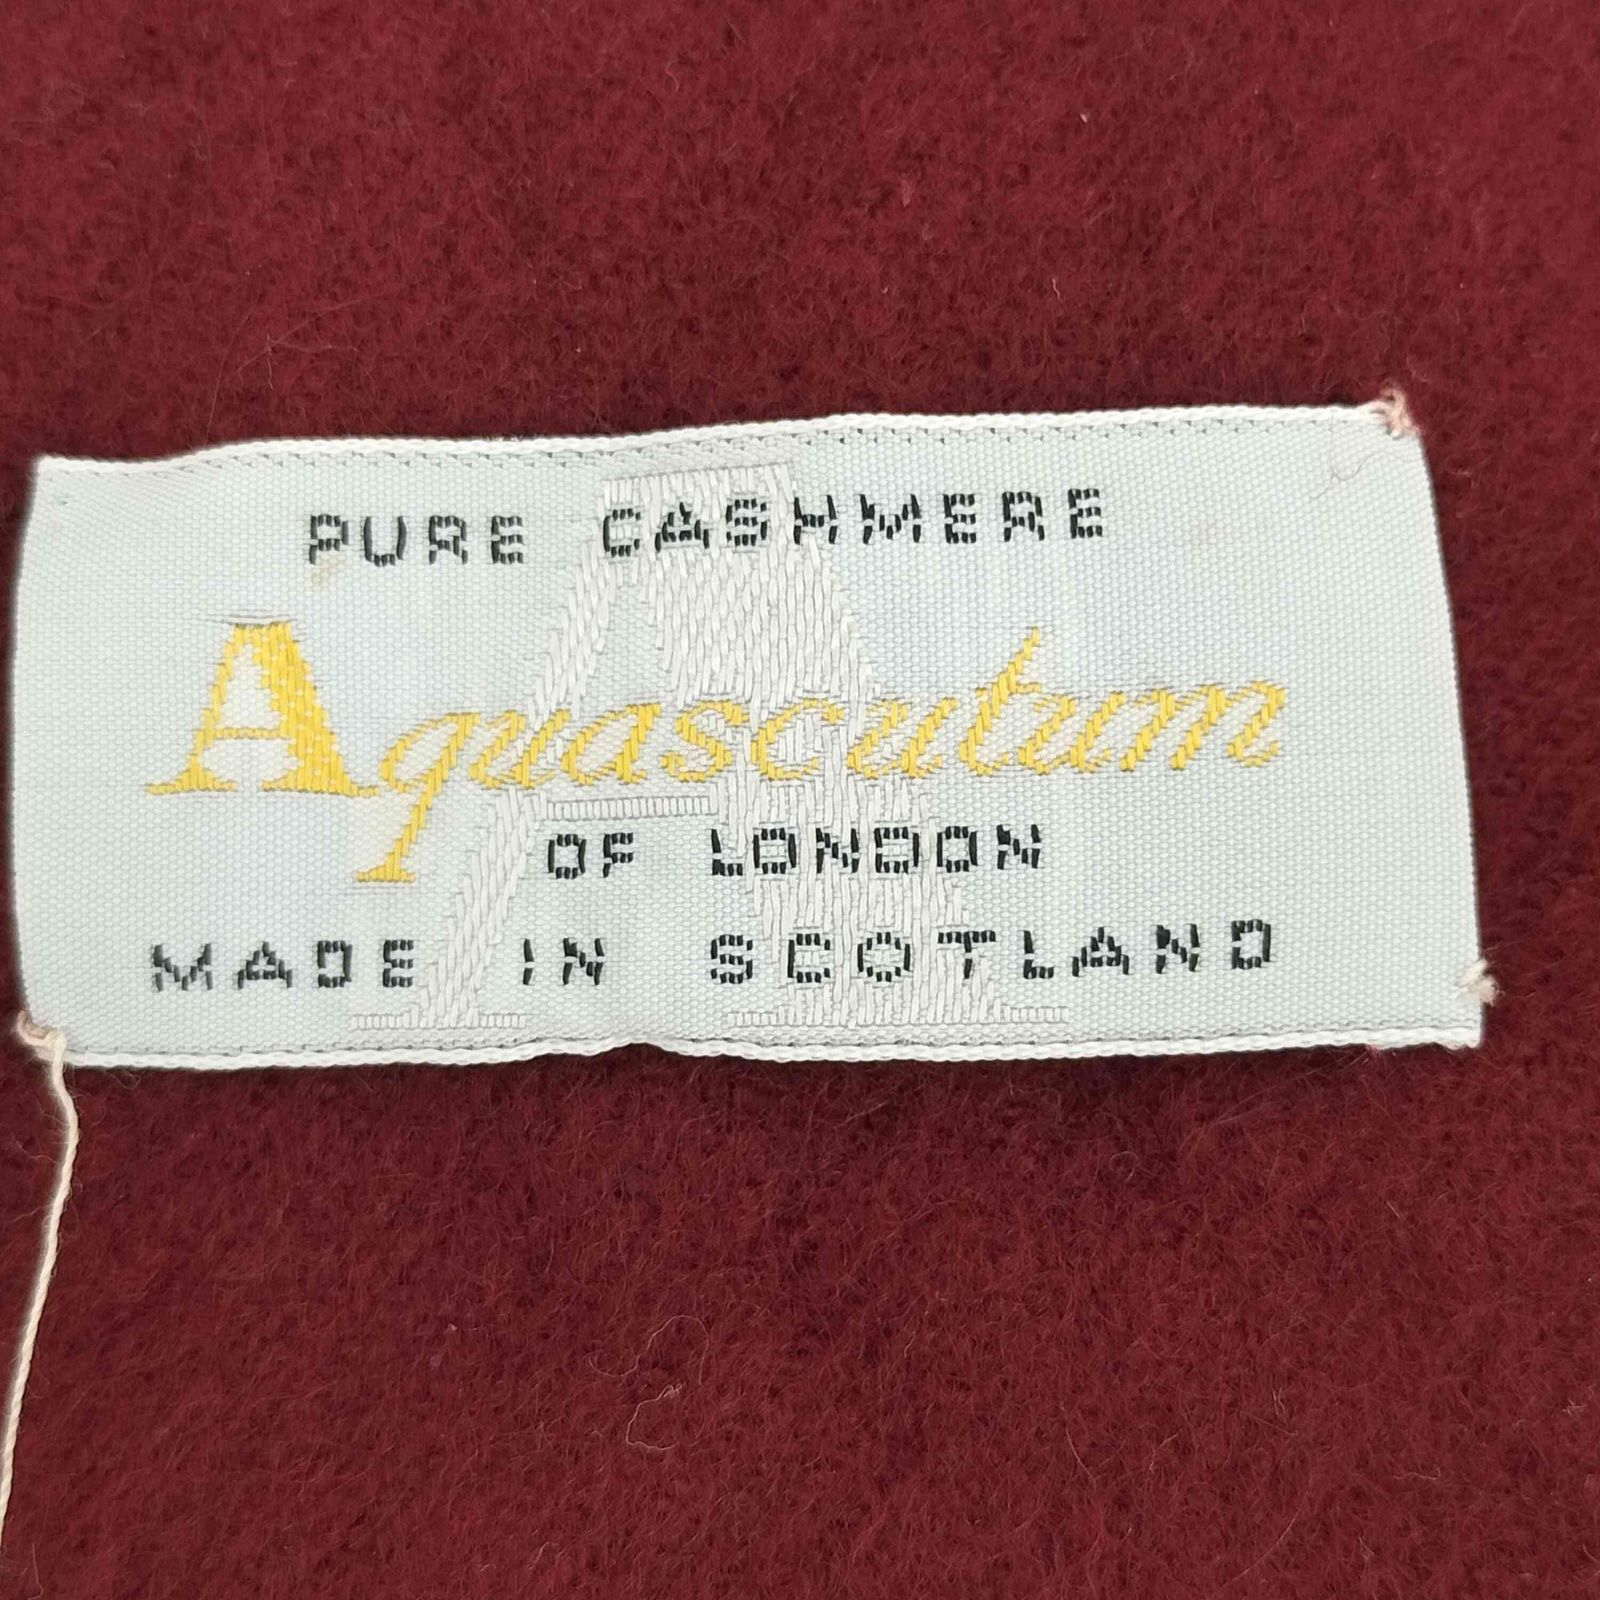 PURE CASHMERE
Aquascutum
OF LONDON
MADE IN SCOTLAND